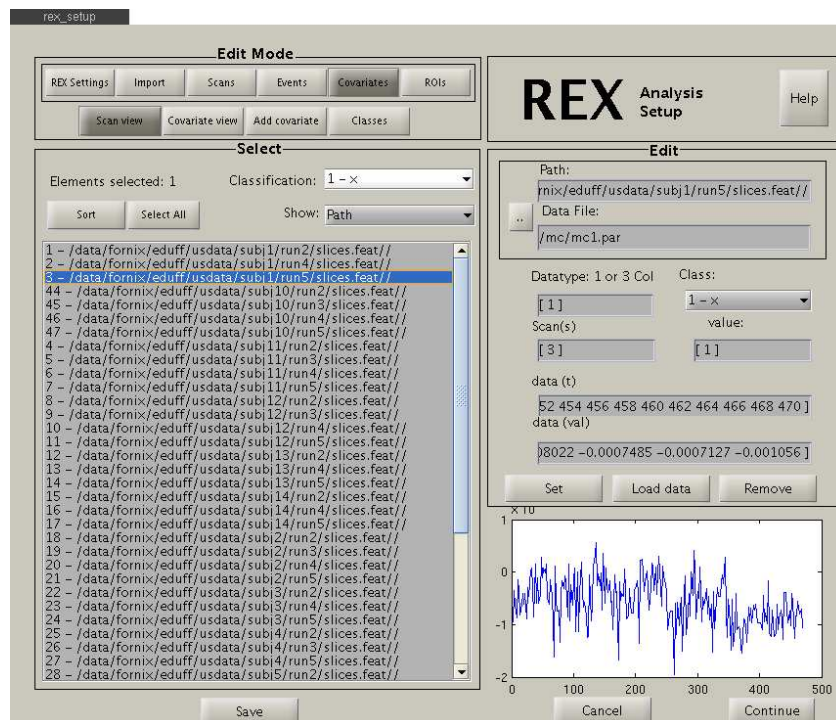 rex_setup
Edit Mode
REX Settings Import Scans Events Covariates ROIs
Scan view Covariate view Add covariate Classes
REX Analysis Setup
Help
Select
Elements selected: 1 Classification: 1 - x
Sort Select All Show: Path
1 - /data/fornix/eduff/usdata/subj1/run2/slices.feat//
2 - /data/fornix/eduff/usdata/subj1/run4/slices.feat//
3 - /data/fornix/eduff/usdata/subj1/run5/slices.feat//
44 - /data/fornix/eduff/usdata/subj10/run2/slices.feat//
45 - /data/fornix/eduff/usdata/subj10/run3/slices.feat//
46 - /data/fornix/eduff/usdata/subj10/run4/slices.feat//
47 - /data/fornix/eduff/usdata/subj10/run5/slices.feat//
4 - /data/fornix/eduff/usdata/subj11/run2/slices.feat//
5 - /data/fornix/eduff/usdata/subj11/run3/slices.feat//
6 - /data/fornix/eduff/usdata/subj11/run4/slices.feat//
7 - /data/fornix/eduff/usdata/subj11/run5/slices.feat//
8 - /data/fornix/eduff/usdata/subj12/run2/slices.feat//
9 - /data/fornix/eduff/usdata/subj12/run3/slices.feat//
10 - /data/fornix/eduff/usdata/subj12/run4/slices.feat//
11 - /data/fornix/eduff/usdata/subj12/run5/slices.feat//
12 - /data/fornix/eduff/usdata/subj13/run2/slices.feat//
13 - /data/fornix/eduff/usdata/subj13/run4/slices.feat//
14 - /data/fornix/eduff/usdata/subj13/run5/slices.feat//
15 - /data/fornix/eduff/usdata/subj14/run2/slices.feat//
16 - /data/fornix/eduff/usdata/subj14/run4/slices.feat//
17 - /data/fornix/eduff/usdata/subj14/run5/slices.feat//
18 - /data/fornix/eduff/usdata/subj2/run2/slices.feat//
19 - /data/fornix/eduff/usdata/subj2/run3/slices.feat//
20 - /data/fornix/eduff/usdata/subj2/run4/slices.feat//
21 - /data/fornix/eduff/usdata/subj2/run5/slices.feat//
22 - /data/fornix/eduff/usdata/subj3/run2/slices.feat//
23 - /data/fornix/eduff/usdata/subj3/run4/slices.feat//
24 - /data/fornix/eduff/usdata/subj3/run5/slices.feat//
25 - /data/fornix/eduff/usdata/subj4/run2/slices.feat//
26 - /data/fornix/eduff/usdata/subj4/run3/slices.feat//
27 - /data/fornix/eduff/usdata/subj4/run5/slices.feat//
28 - /data/fornix/eduff/usdata/subj5/run2/slices.feat//
Save
Edit
Path:
rnix/eduff/usdata/subj1/run5/slices.feat//
..
Data File:
/mc/mc1.par
Datatype: 1 or 3 Col Class:
[ 1 ] 1 - x
Scan(s) value:
[ 3 ] [ 1 ]
data (t)
52 454 456 458 460 462 464 466 468 470 ]
data (val)
)8022 -0.0007485 -0.0007127 -0.001056 ]
Set Load data Remove
1
0
-1
-2
0 100 200 300 400 500
Cancel Continue